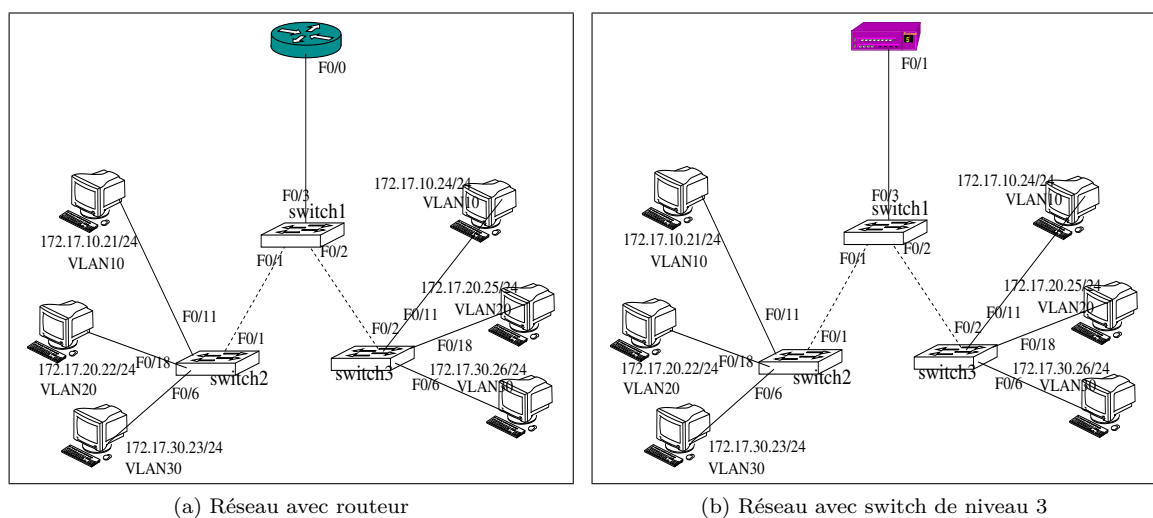 F0/0
F0/3
switch1
F0/1
F0/2
172.17.10.21/24
VLAN10
172.17.10.24/24
VLAN10
F0/11
172.17.20.22/24
VLAN20
F0/18
F0/1
switch2
F0/6
172.17.30.23/24
VLAN30
F0/2
F0/11
172.17.20.25/24
VLAN20
F0/18
switch3
F0/6
172.17.30.26/24
VLAN30
(a) Réseau avec routeur
F0/1
F0/3
switch1
F0/1
F0/2
172.17.10.21/24
VLAN10
172.17.10.24/24
VLAN10
F0/11
172.17.20.22/24
VLAN20
F0/18
F0/1
switch2
F0/6
172.17.30.23/24
VLAN30
F0/2
F0/11
172.17.20.25/24
VLAN20
F0/18
switch3
F0/6
172.17.30.26/24
VLAN30
(b) Réseau avec switch de niveau 3